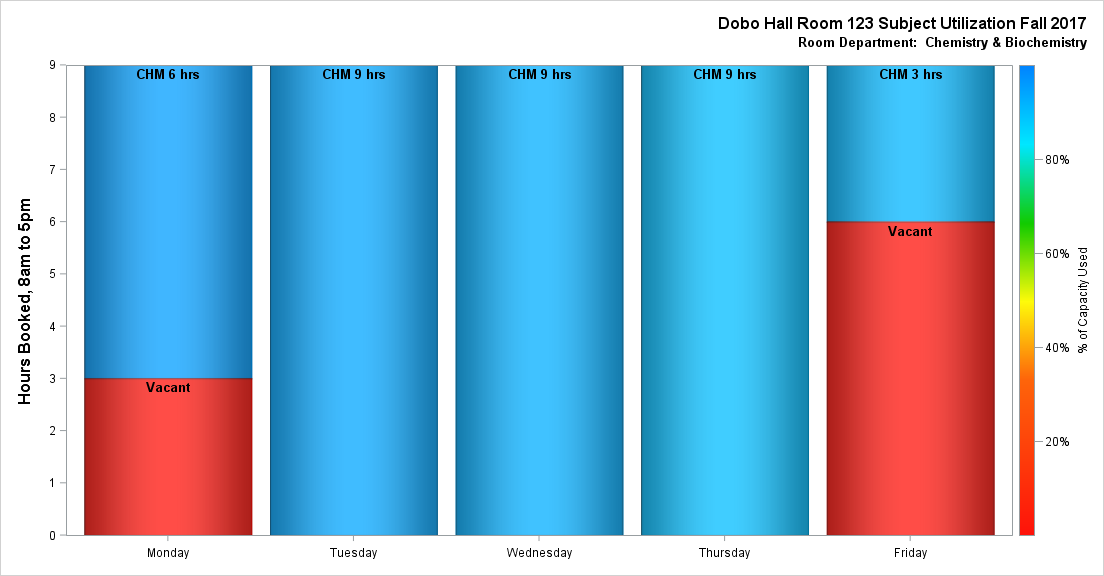 Dobo Hall Room 123 Subject Utilization Fall 2017
Room Department: Chemistry & Biochemistry
Hours Booked, 8am to 5pm
9
8
7
6
5
4
3
2
1
0
CHM 6 hrs
CHM 9 hrs
CHM 9 hrs
CHM 9 hrs
CHM 3 hrs
Vacant
Vacant
Monday
Tuesday
Wednesday
Thursday
Friday
80%
60%
40%
20%
% of Capacity Used